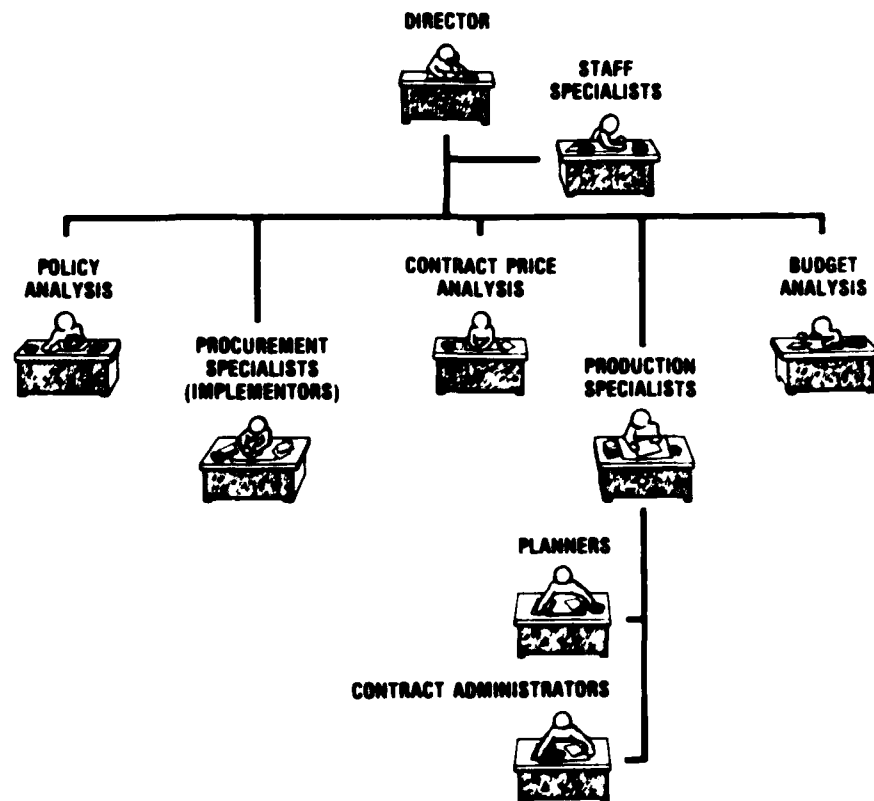 DIRECTOR
STAFF
SPECIALISTS
POLICY
ANALYSIS
CONTRACT PRICE
ANALYSIS
BUDGET
ANALYSIS
PROCUREMENT
SPECIALISTS
(IMPLEMENTORS)
PRODUCTION
SPECIALISTS
PLANNERS
CONTRACT ADMINISTRATORS